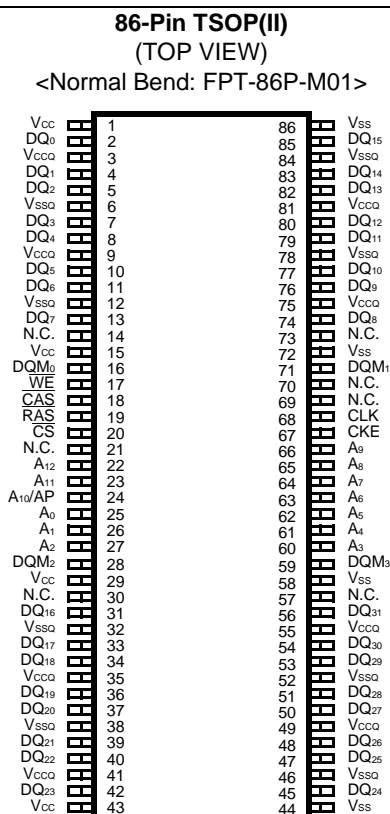 86-Pin TSOP(II)
(TOP VIEW)
<Normal Bend: FPT-86P-M01>
VCC 1 86 VSS
DQ0 2 85 DQ15
VCCQ 3 84 VSSQ
DQ1 4 83 DQ14
DQ2 5 82 DQ13
VSSQ 6 81 VCCQ
DQ3 7 80 DQ12
DQ4 8 79 DQ11
VCCQ 9 78 VSSQ
DQ5 10 77 DQ10
DQ6 11 76 DQ9
VSSQ 12 75 VCCQ
DQ7 13 74 DQ8
N.C. 14 73 N.C.
VCC 15 72 VSS
DQM0 16 71 DQM1
WE 17 70 N.C.
CAS 18 69 N.C.
RAS 19 68 CLK
CS 20 67 CKE
N.C. 21 66 A9
A12 22 65 A8
A11 23 64 A7
A10/AP 24 63 A6
A0 25 62 A5
A1 26 61 A4
A2 27 60 A3
DQM2 28 59 DQM3
VCC 29 58 VSS
N.C. 30 57 N.C.
DQ16 31 56 DQ31
VSSQ 32 55 VCCQ
DQ17 33 54 DQ30
DQ18 34 53 DQ29
VCCQ 35 52 VSSQ
DQ19 36 51 DQ28
DQ20 37 50 DQ27
VSSQ 38 49 VCCQ
DQ21 39 48 DQ26
DQ22 40 47 DQ25
VCCQ 41 46 VSSQ
DQ23 42 45 DQ24
VCC 43 44 VSS